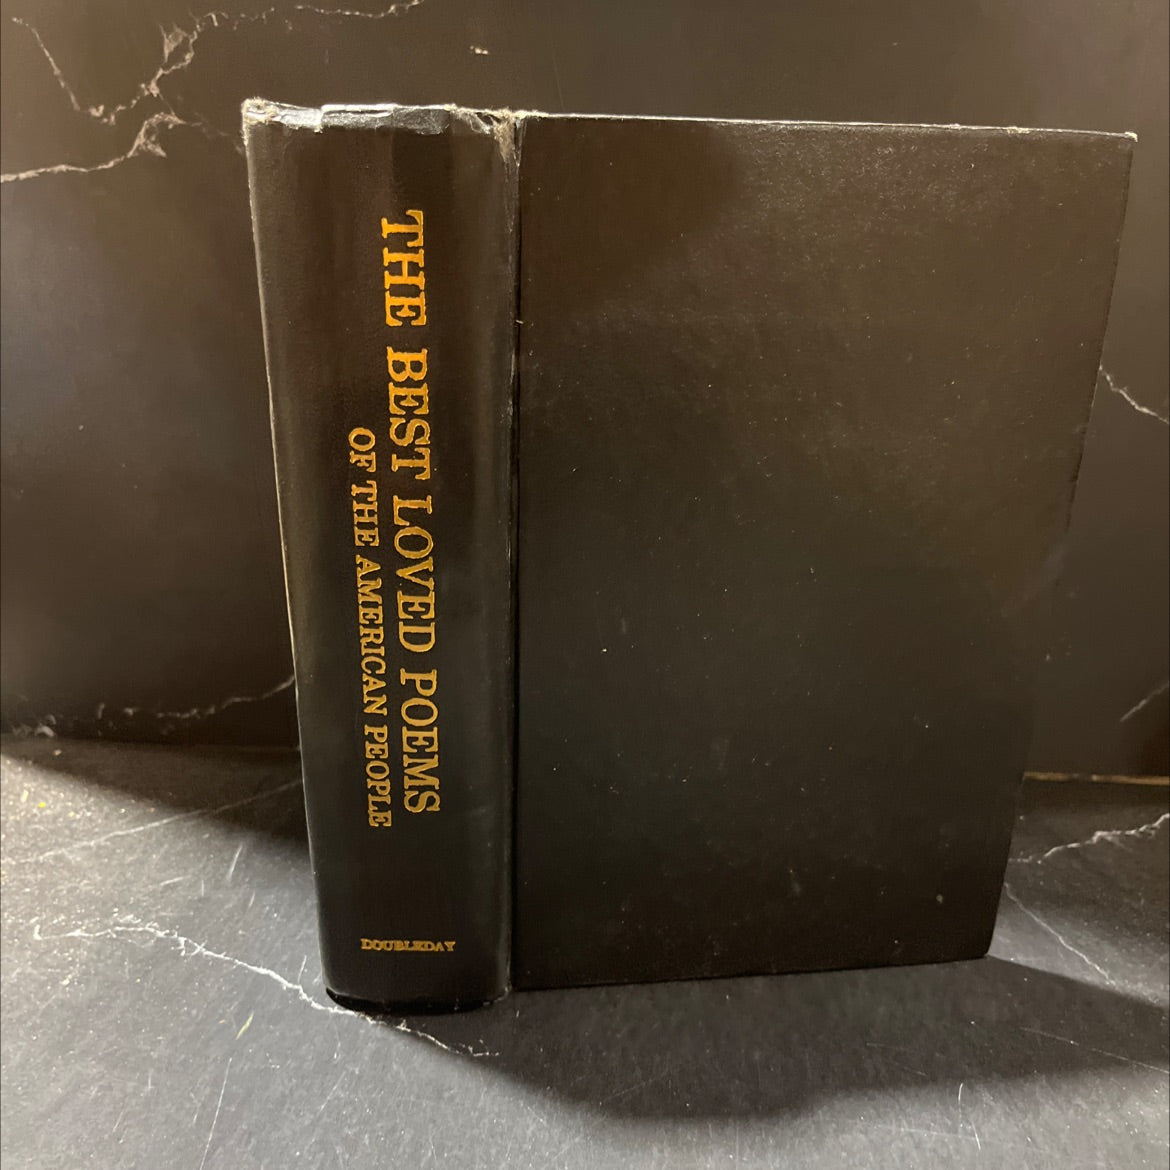 THE BEST LOVED POEMS
OF THE AMERICAN PEOPLE
DOUBLEDAY